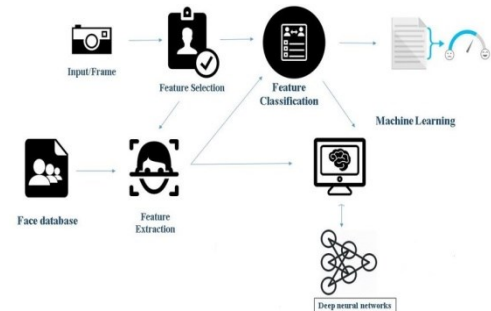 Input/Frame
Feature Selection
Feature
Classification
Machine Learning
Face database
Feature
Extraction
Deep neural networks